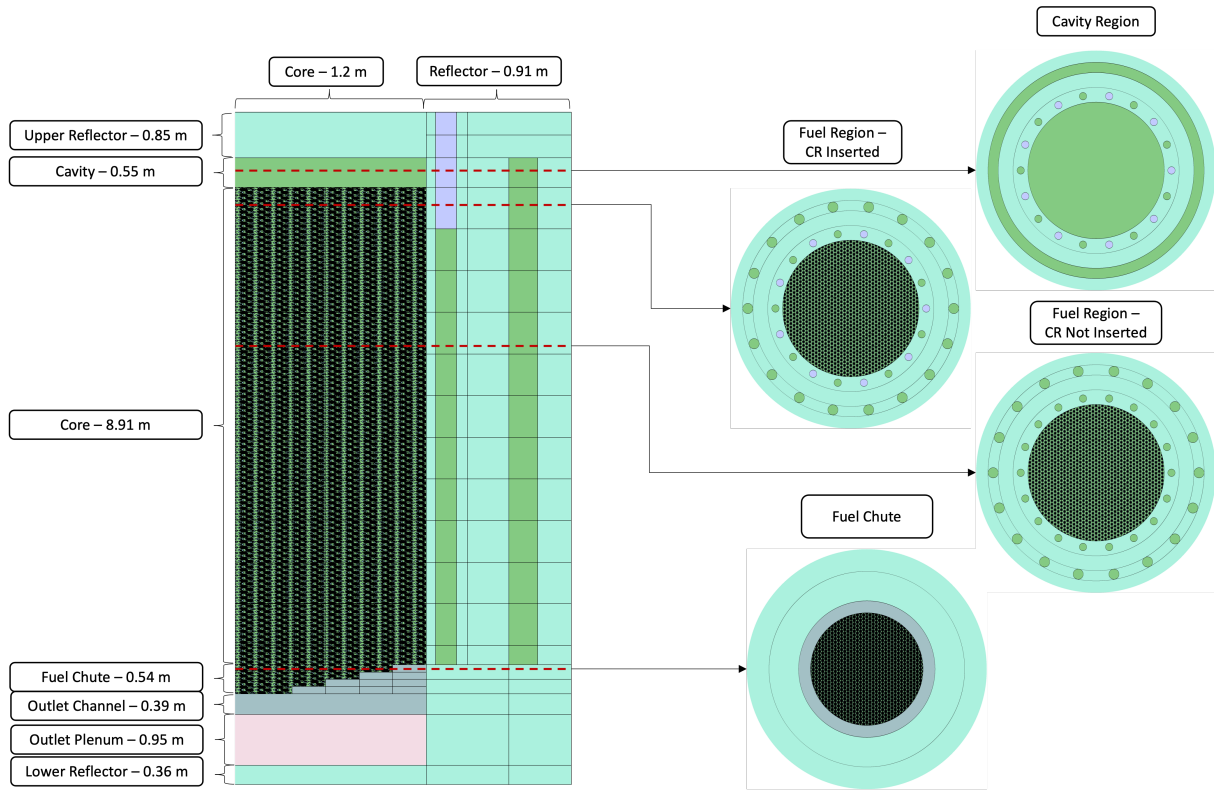 Cavity Region
Core – 1.2 m
Reflector – 0.91 m
Upper Reflector – 0.85 m
Fuel Region –
CR Inserted
Cavity – 0.55 m
Fuel Region –
CR Not Inserted
Core – 8.91 m
Fuel Chute
Fuel Chute – 0.54 m
Outlet Channel – 0.39 m
Outlet Plenum – 0.95 m
Lower Reflector – 0.36 m